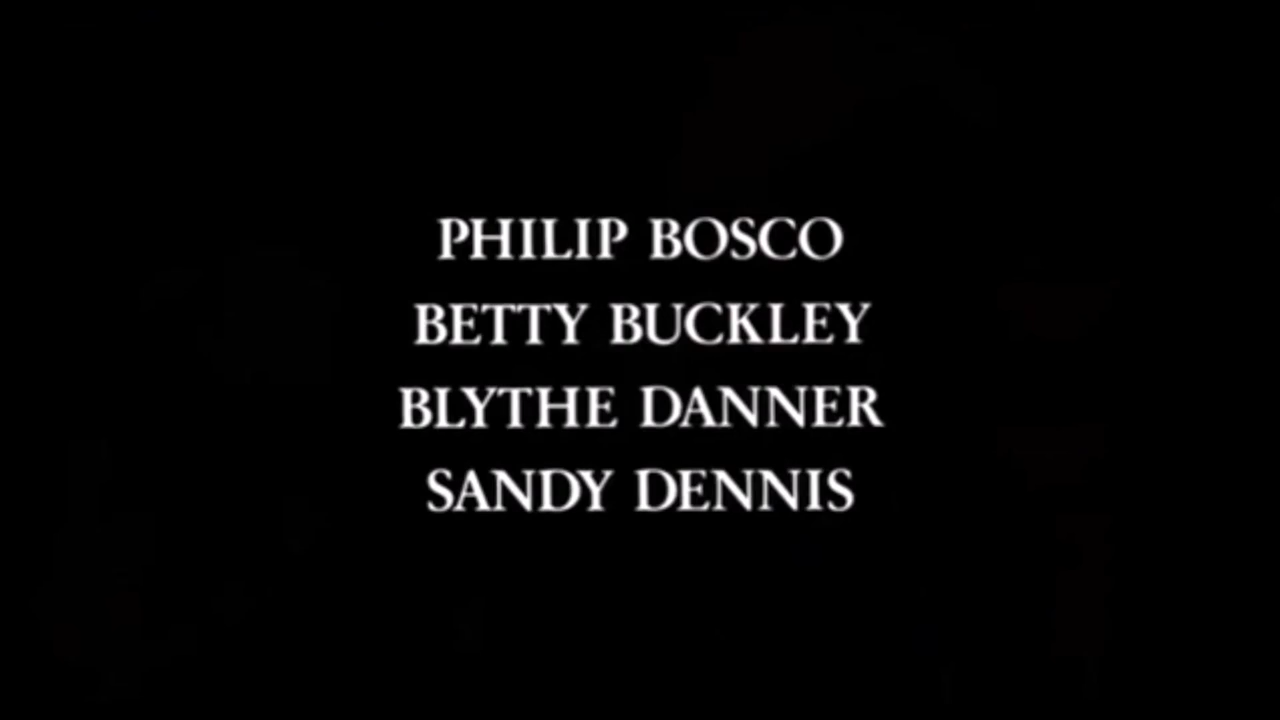 PHILIP BOSCO
BETTY BUCKLEY
BLYTHE DANNER
SANDY DENNIS